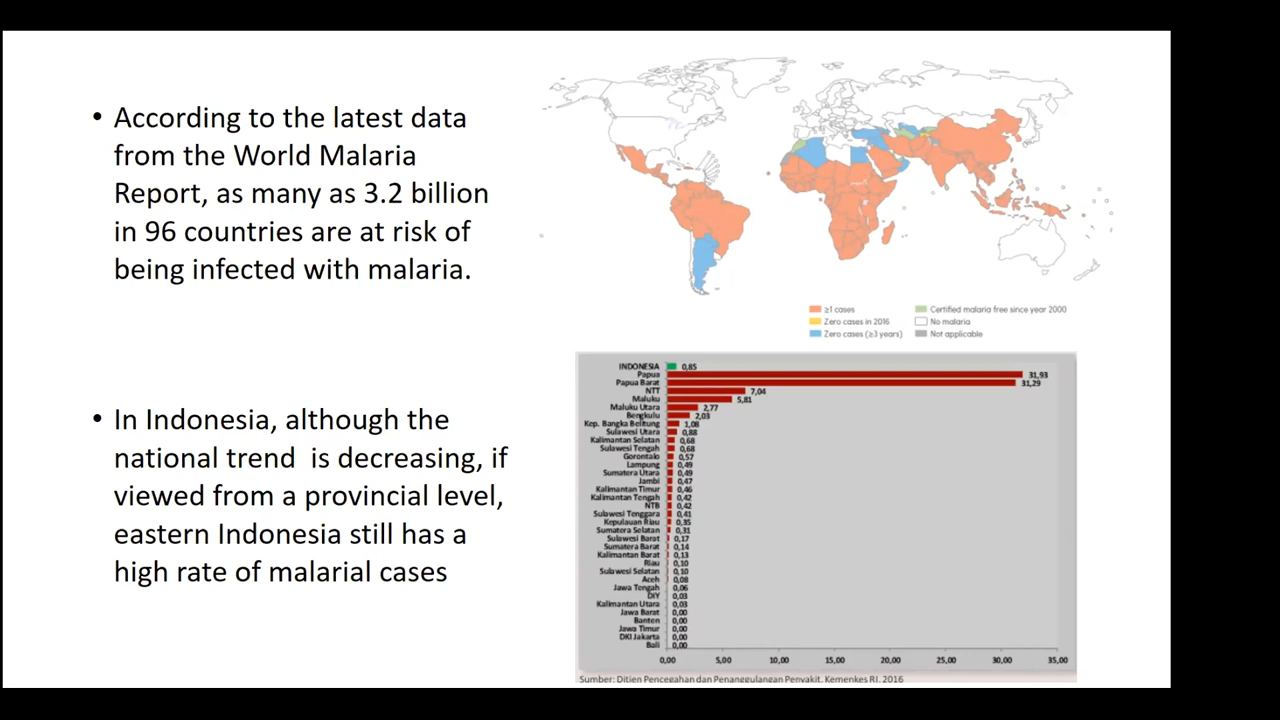 • According to the latest data
from the World Malaria
Report, as many as 3.2 billion
in 96 countries are at risk of
being infected with malaria.
• In Indonesia, although the
national trend is decreasing, if
viewed from a provincial level,
eastern Indonesia still has a
high rate of malarial cases
≥1 cases
Zero cases in 2016
Zero cases (≥3 years)
Certified malaria free since year 2000
No malaria
Not applicable
INDONESIA 0,85
Papua 31,93
Papua Barat 31,29
NTT 7,04
Maluku 5,81
Maluku Utara 2,77
Bengkulu 2,03
Kep. Bangka Belitung 1,08
Sulawesi Utara 0,88
Kalimantan Selatan 0,68
Sulawesi Tengah 0,68
Gorontalo 0,57
Lampung 0,49
Sumatera Utara 0,49
Jambi 0,47
Kalimantan Timur 0,46
Kalimantan Tengah 0,42
NTB 0,42
Sulawesi Tenggara 0,41
Kepulauan Riau 0,35
Sumatera Selatan 0,31
Sulawesi Barat 0,17
Sumatera Barat 0,14
Kalimantan Barat 0,13
Riau 0,10
Sulawesi Selatan 0,10
Aceh 0,08
Jawa Tengah 0,06
DIY 0,03
Kalimantan Utara 0,03
Jawa Barat 0,00
Banten 0,00
Jawa Timur 0,00
DKI Jakarta 0,00
Bali 0,00
0,00 5,00 10,00 15,00 20,00 25,00 30,00 35,00
Sumber: Ditjen Pencegahan dan Penanggulangan Penyakit, Kemenkes RI, 2016